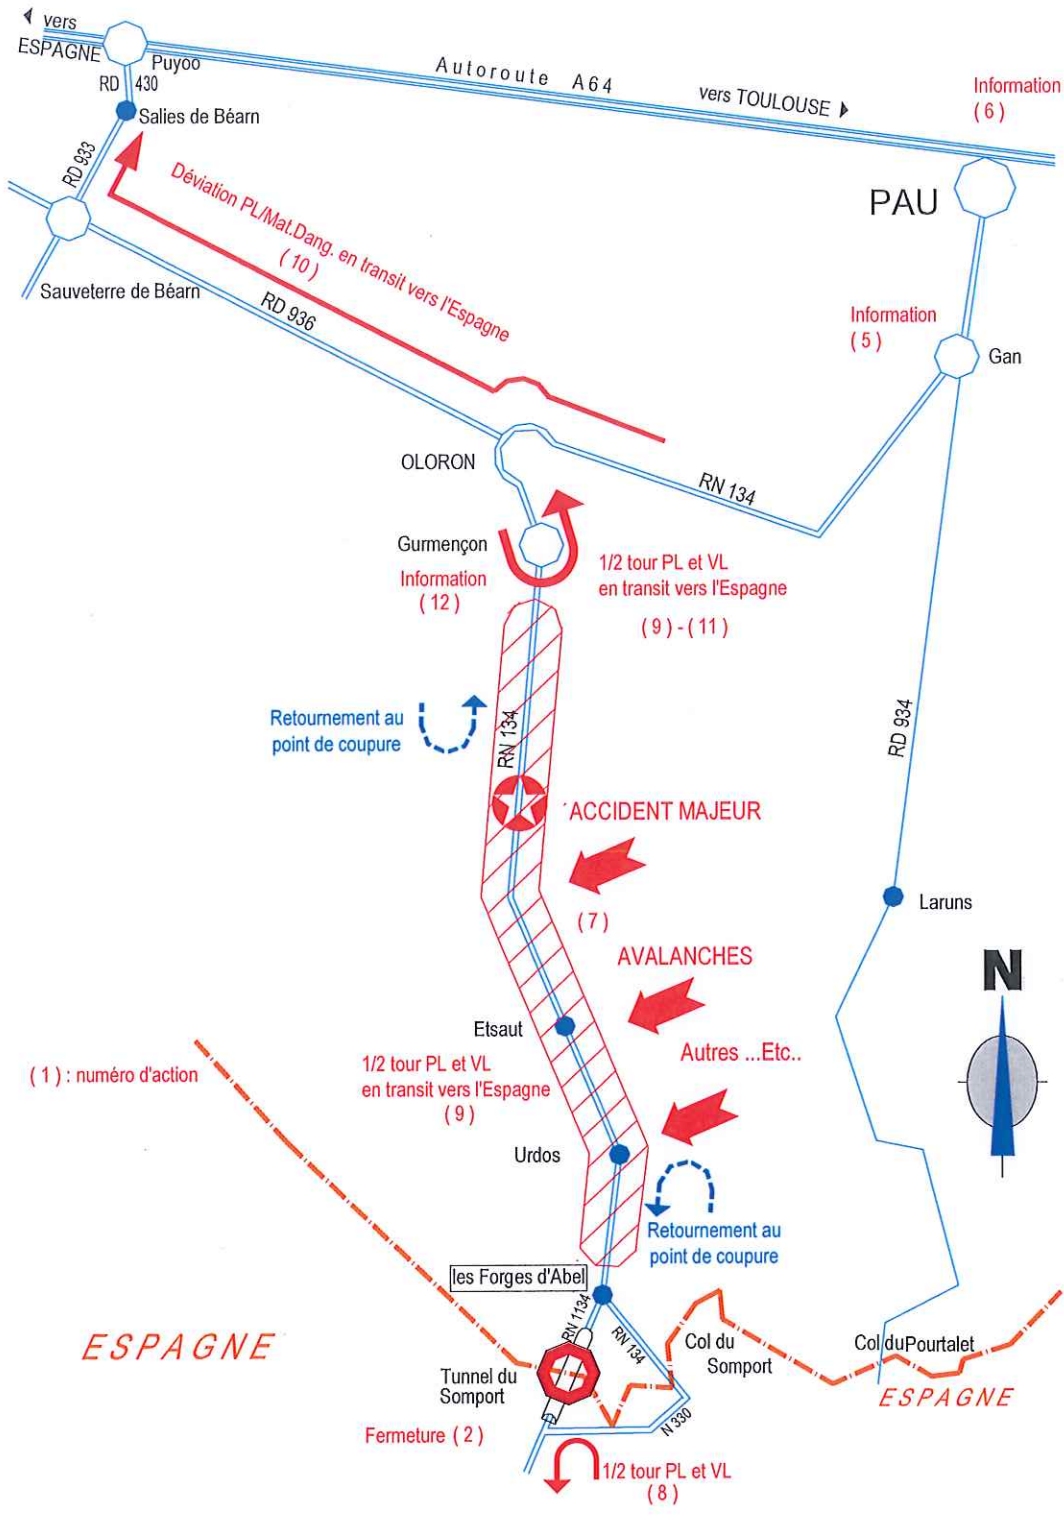 vers
ESPAGNE
Puyoo
RD 430
Salies de Béarn
RD 933
Autoroute A64
vers TOULOUSE
Information
( 6 )
PAU
Déviation PL/Mat.Dang. en transit vers l'Espagne
( 10 )
Sauveterre de Béarn
RD 936
Information
( 5 )
Gan
OLORON
RN 134
Gurmençon
Information
( 12 )
1/2 tour PL et VL
en transit vers l'Espagne
( 9 ) - ( 11 )
Retournement au
point de coupure
RN 134
RD 934
ACCIDENT MAJEUR
( 7 )
Laruns
AVALANCHES
N
Etsaut
Autres ...Etc..
( 1 ) : numéro d'action
1/2 tour PL et VL
en transit vers l'Espagne
( 9 )
Urdos
Retournement au
point de coupure
les Forges d'Abel
RN 1134
RN 134
Col du
Somport
Col du Pourtalet
ESPAGNE
Tunnel du
Somport
ESPAGNE
N 330
Fermeture ( 2 )
1/2 tour PL et VL
( 8 )